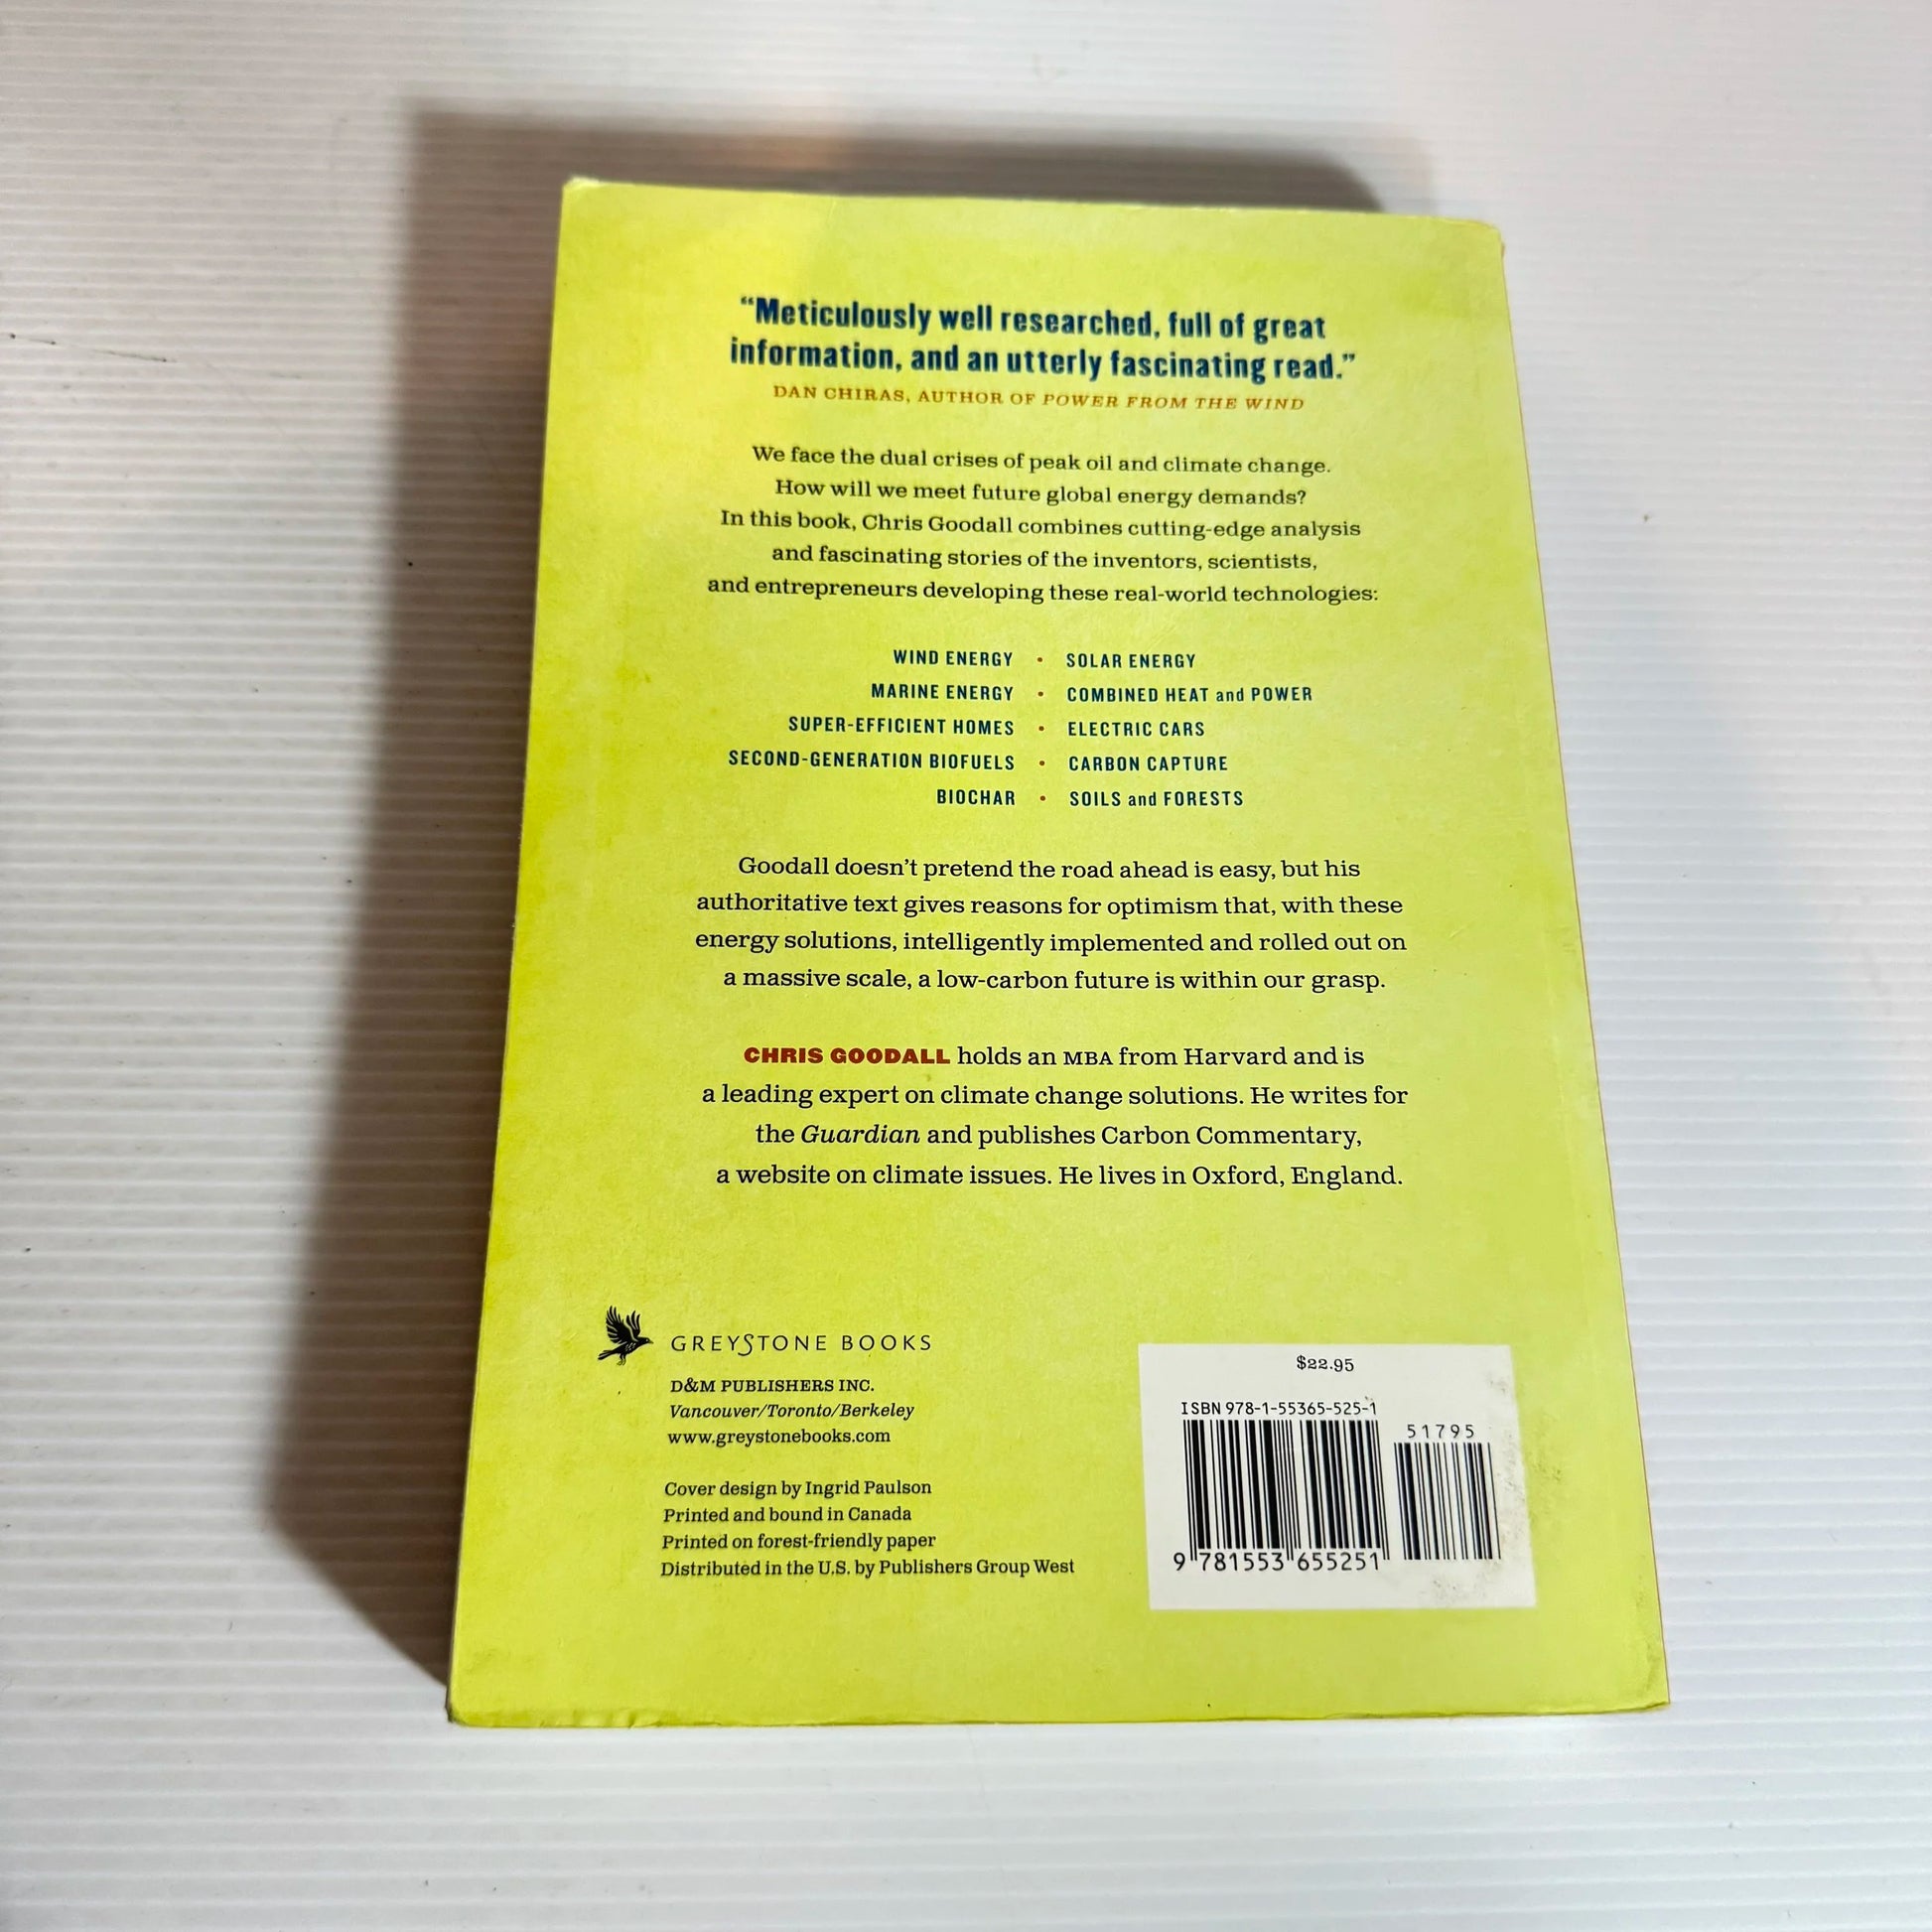 “Meticulously well researched, full of great
information, and an utterly fascinating read.”
DAN CHIRAS, AUTHOR OF POWER FROM THE WIND
We face the dual crises of peak oil and climate change.
How will we meet future global energy demands?
In this book, Chris Goodall combines cutting-edge analysis
and fascinating stories of the inventors, scientists,
and entrepreneurs developing these real-world technologies:
WIND ENERGY • SOLAR ENERGY
MARINE ENERGY • COMBINED HEAT and POWER
SUPER-EFFICIENT HOMES • ELECTRIC CARS
SECOND-GENERATION BIOFUELS • CARBON CAPTURE
BIOCHAR • SOILS and FORESTS
Goodall doesn’t pretend the road ahead is easy, but his
authoritative text gives reasons for optimism that, with these
energy solutions, intelligently implemented and rolled out on
a massive scale, a low-carbon future is within our grasp.
CHRIS GOODALL holds an MBA from Harvard and is
a leading expert on climate change solutions. He writes for
the Guardian and publishes Carbon Commentary,
a website on climate issues. He lives in Oxford, England.
GREYSTONE BOOKS
D&M PUBLISHERS INC.
Vancouver/Toronto/Berkeley
www.greystonebooks.com
Cover design by Ingrid Paulson
Printed and bound in Canada
Printed on forest-friendly paper
Distributed in the U.S. by Publishers Group West
$22.95
ISBN 978-1-55365-525-1
51795
9 781553 655251